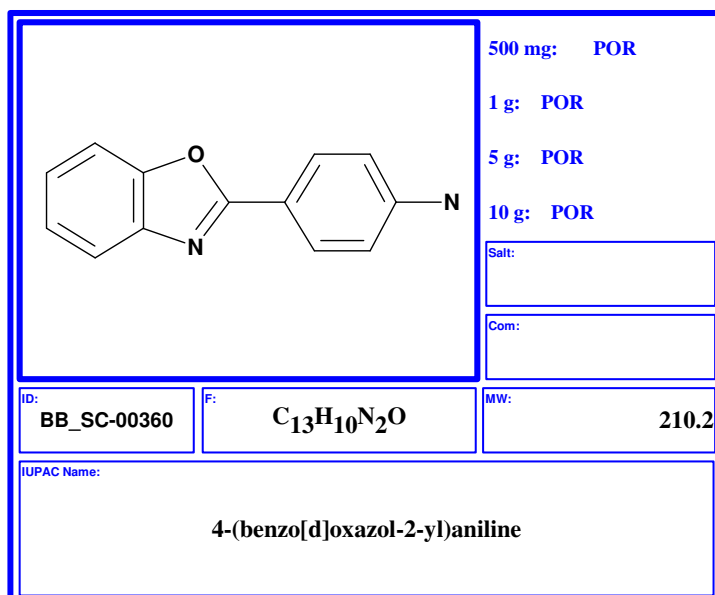 500 mg: POR
1 g: POR
5 g: POR
10 g: POR
O
N
N
Salt:
Com:
ID:
BB_SC-00360
F:
C13H10N2O
MW:
210.2
IUPAC Name:
4-(benzo[d]oxazol-2-yl)aniline